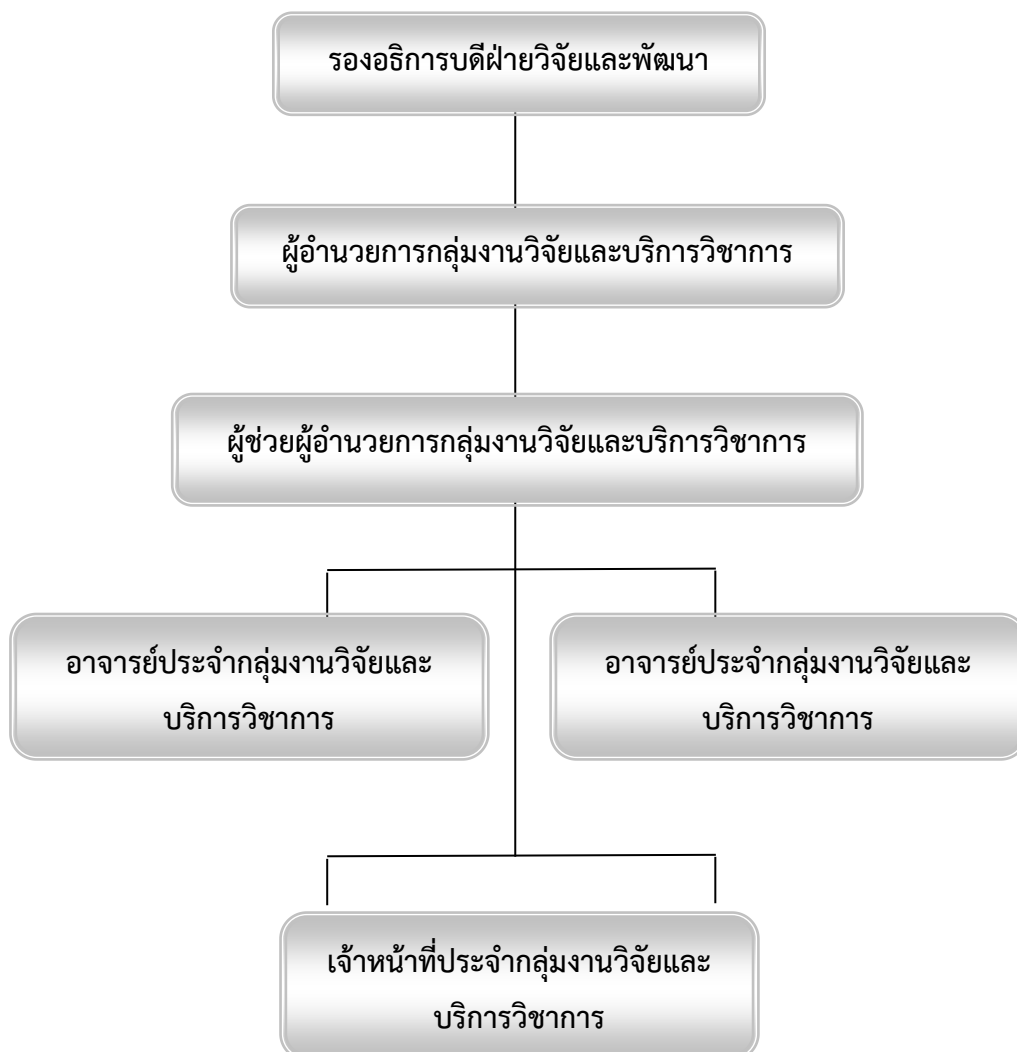 รองอธิการบดีฝ่ายวิจัยและพัฒนา
ผู้อำนวยการกลุ่มงานวิจัยและบริการวิชาการ
ผู้ช่วยผู้อำนวยการกลุ่มงานวิจัยและบริการวิชาการ
อาจารย์ประจำกลุ่มงานวิจัยและ
บริการวิชาการ
อาจารย์ประจำกลุ่มงานวิจัยและ
บริการวิชาการ
เจ้าหน้าที่ประจำกลุ่มงานวิจัยและ
บริการวิชาการ